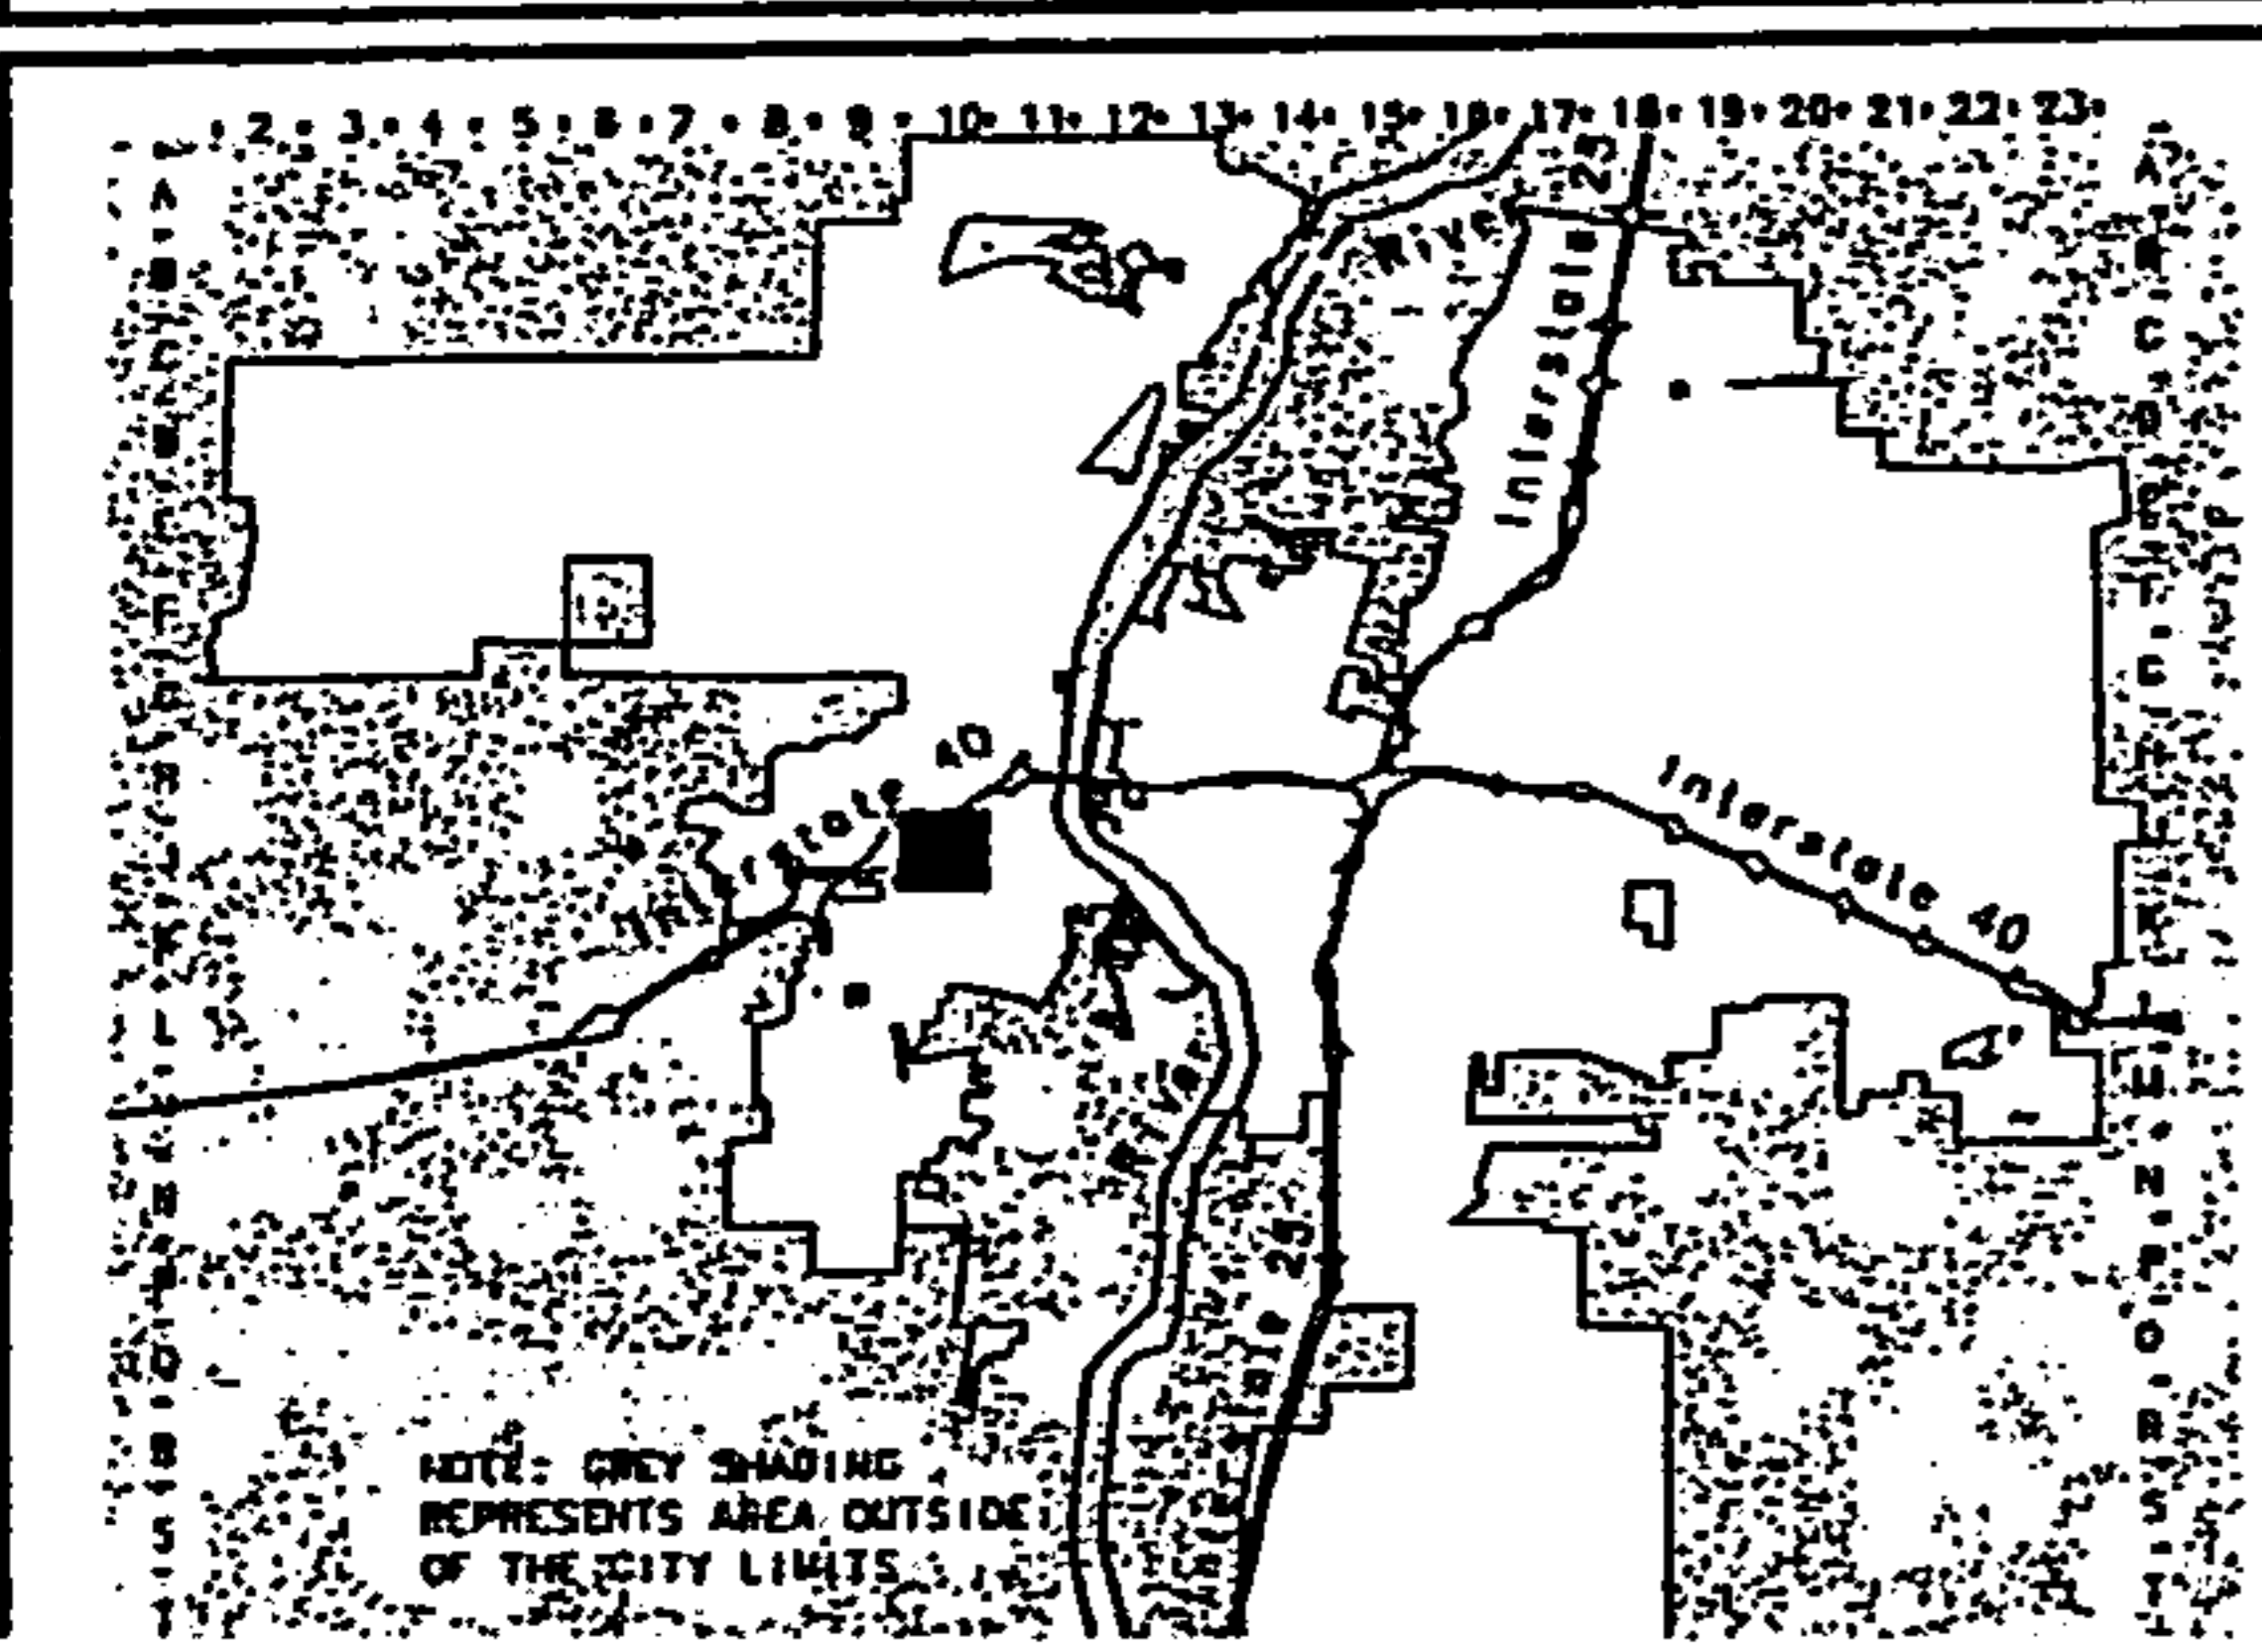 2 3 4 5 6 7 8 9 10 11 12 13 14 15 16 17 18 19 20 21 22 23
A
B
C
D
E
F
G
H
J
K
L
M
N
P
Q
R
S
T
River
Interstate 25
Interstate 40
Interstate 40
River
25
NOTE: GREY SHADING
REPRESENTS AREA OUTSIDE
OF THE CITY LIMITS
A
B
C
D
E
F
G
H
J
K
L
M
N
P
Q
R
S
T